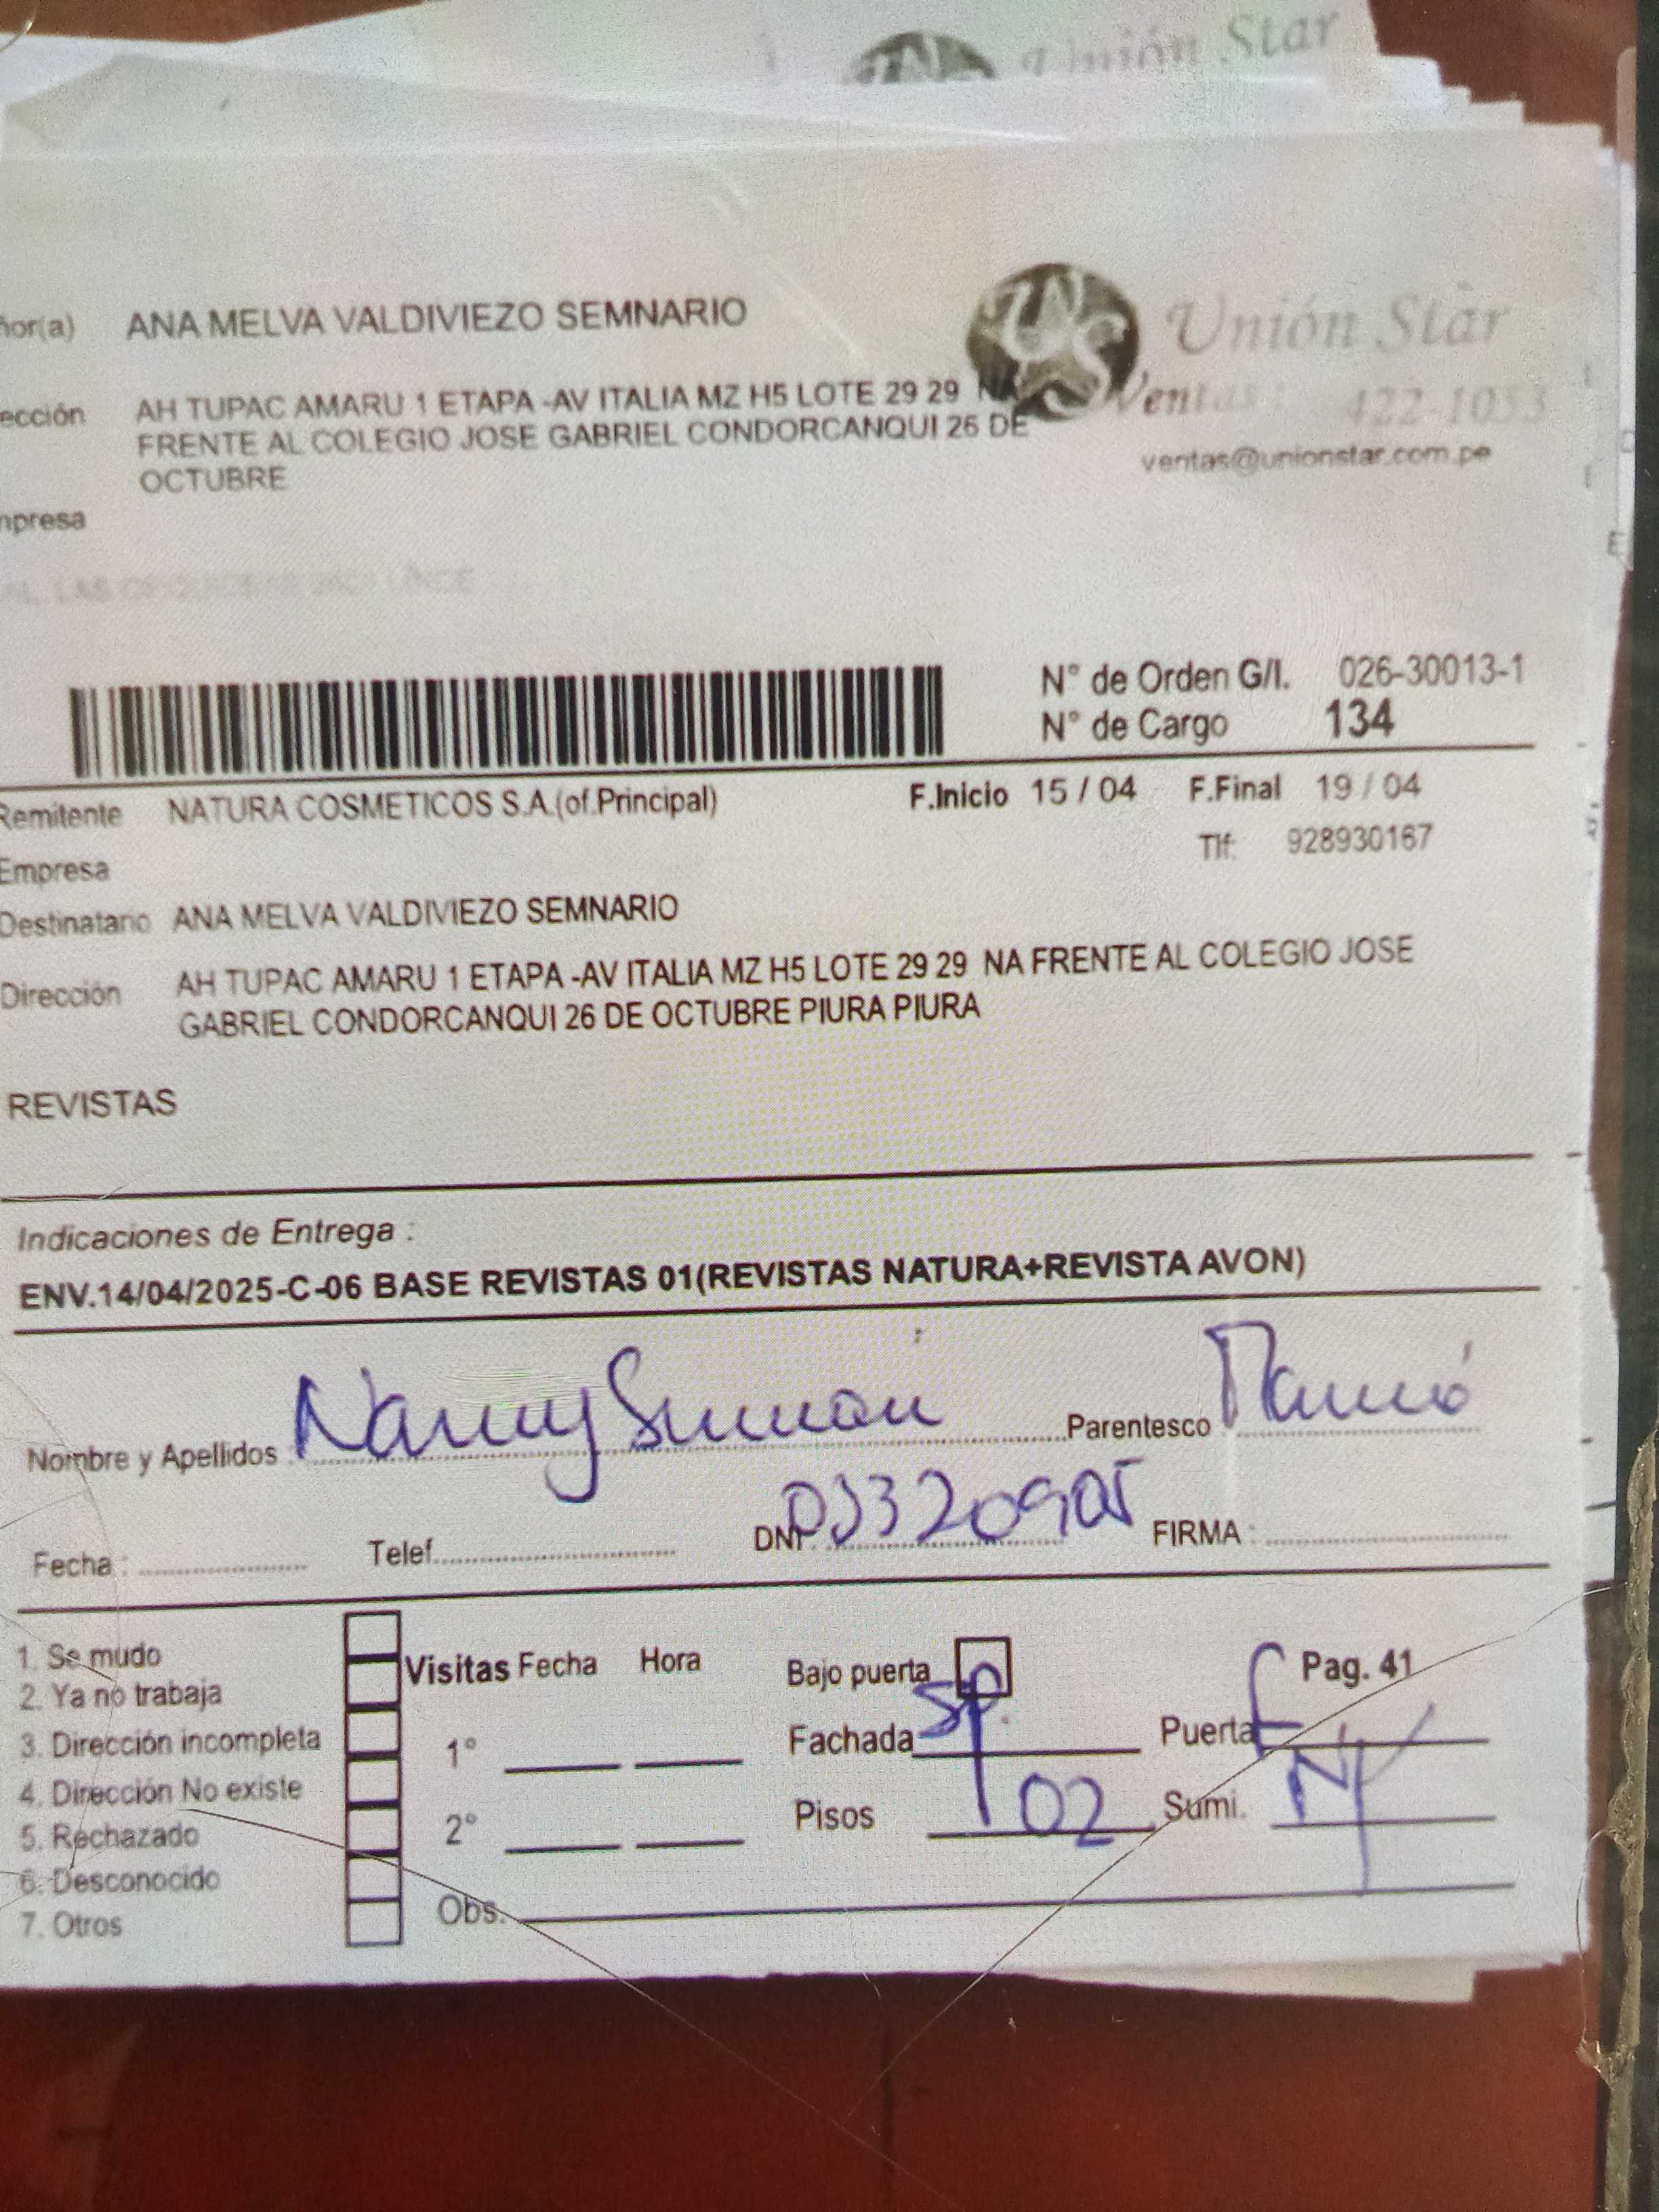 Unión Star
ñor(a) ANA MELVA VALDIVIEZO SEMNARIO
Unión Star
ección AH TUPAC AMARU 1 ETAPA -AV ITALIA MZ H5 LOTE 29 29 NA
Ventas: 422 1053
FRENTE AL COLEGIO JOSE GABRIEL CONDORCANQUI 26 DE
ventas@unionstar.com.pe
OCTUBRE
npresa
N° de Orden G/I. 026-30013-1
N° de Cargo 134
Remitente NATURA COSMETICOS S.A.(of.Principal) F.Inicio 15 / 04 F.Final 19 / 04
Tlf: 928930167
Empresa
Destinatario ANA MELVA VALDIVIEZO SEMNARIO
Dirección AH TUPAC AMARU 1 ETAPA -AV ITALIA MZ H5 LOTE 29 29 NA FRENTE AL COLEGIO JOSE
GABRIEL CONDORCANQUI 26 DE OCTUBRE PIURA PIURA
REVISTAS
Indicaciones de Entrega :
ENV.14/04/2025-C-06 BASE REVISTAS 01(REVISTAS NATURA+REVISTA AVON)
Nombre y Apellidos : Parentesco Mamá
Fecha : Telef. DNI: FIRMA :
1. Se mudo
2. Ya no trabaja
3. Dirección incompleta
4. Dirección No existe
5. Rechazado
6. Desconocido
7. Otros
Visitas Fecha Hora
1°
2°
Obs.
Bajo puerta
Pag. 41
Fachada Puerta F
Pisos 02 Sumi.